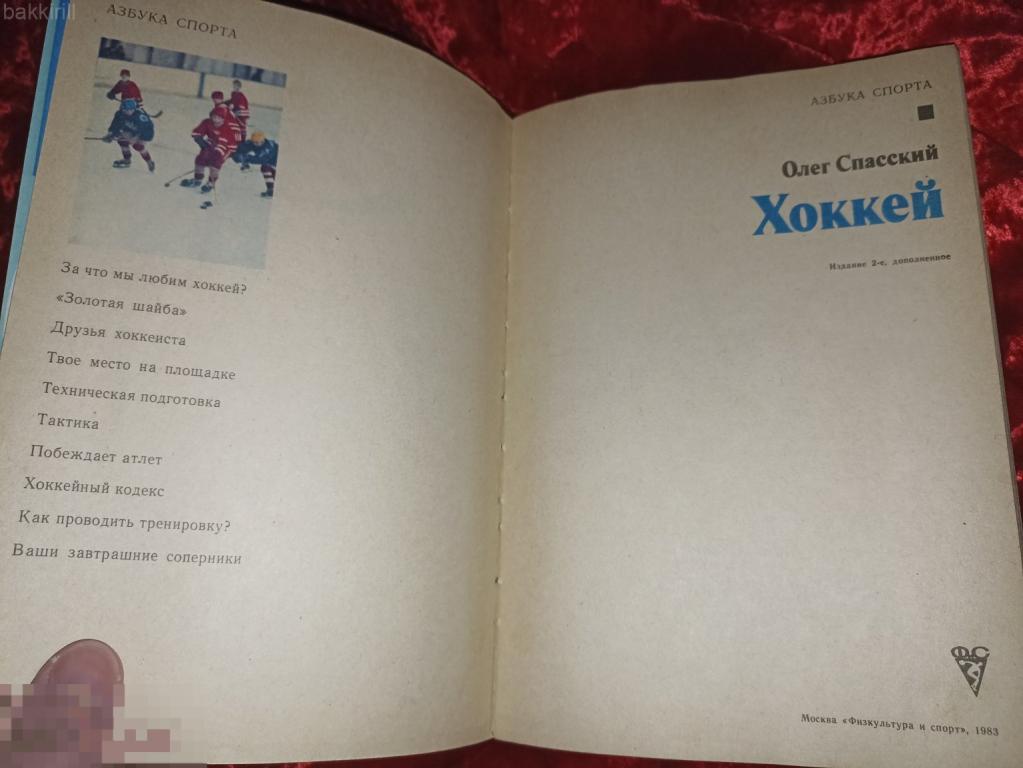 bakkirill
АЗБУКА СПОРТА
За что мы любим хоккей?
«Золотая шайба»
Друзья хоккеиста
Твое место на площадке
Техническая подготовка
Тактика
Побеждает атлет
Хоккейный кодекс
Как проводить тренировку?
Ваши завтрашние соперники
АЗБУКА СПОРТА
Олег Спасский
Хоккей
Издание 2-е, дополненное
ФиС
Москва «Физкультура и спорт», 1983